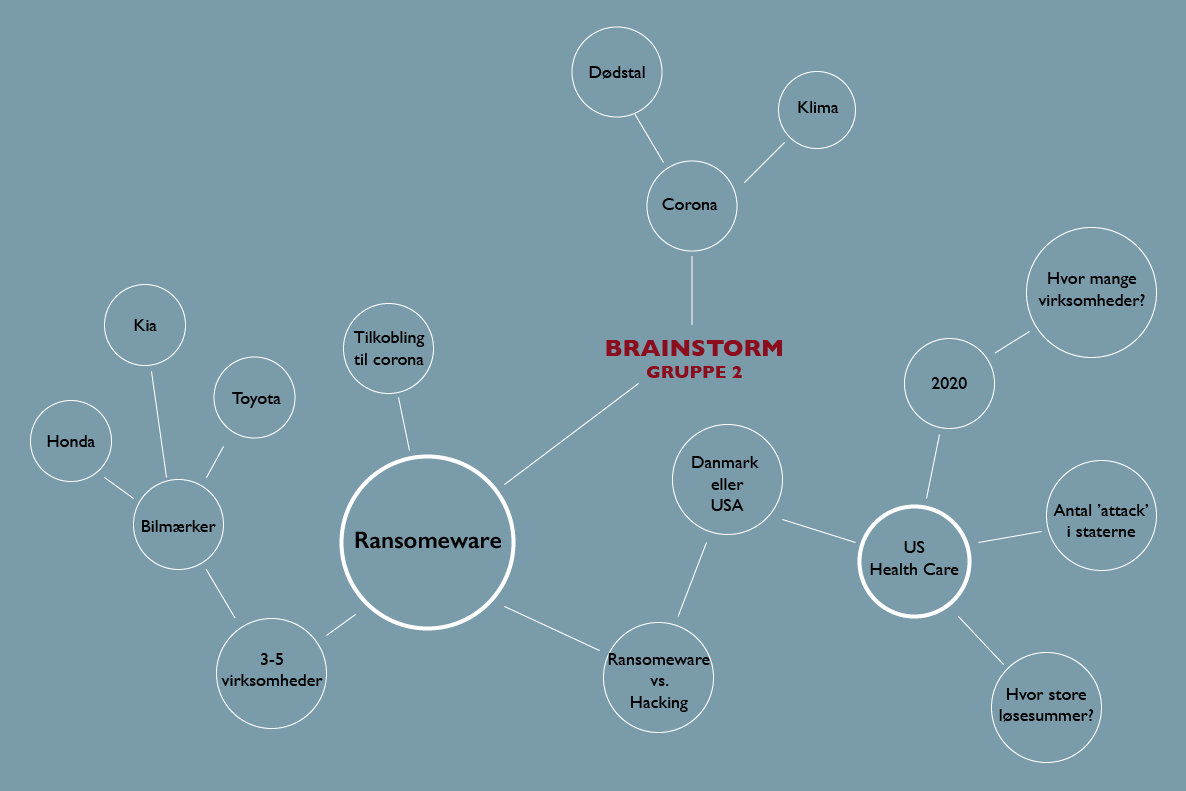 Dødstal
Klima
Corona
Hvor mange
virksomheder?
Kia
Tilkobling
til corona
BRAINSTORM
GRUPPE 2
2020
Toyota
Honda
Danmark
eller
USA
Bilmærker
Ransomeware
Antal ’attack’
i staterne
US
Health Care
3-5
virksomheder
Ransomeware
vs.
Hacking
Hvor store
løsesummer?